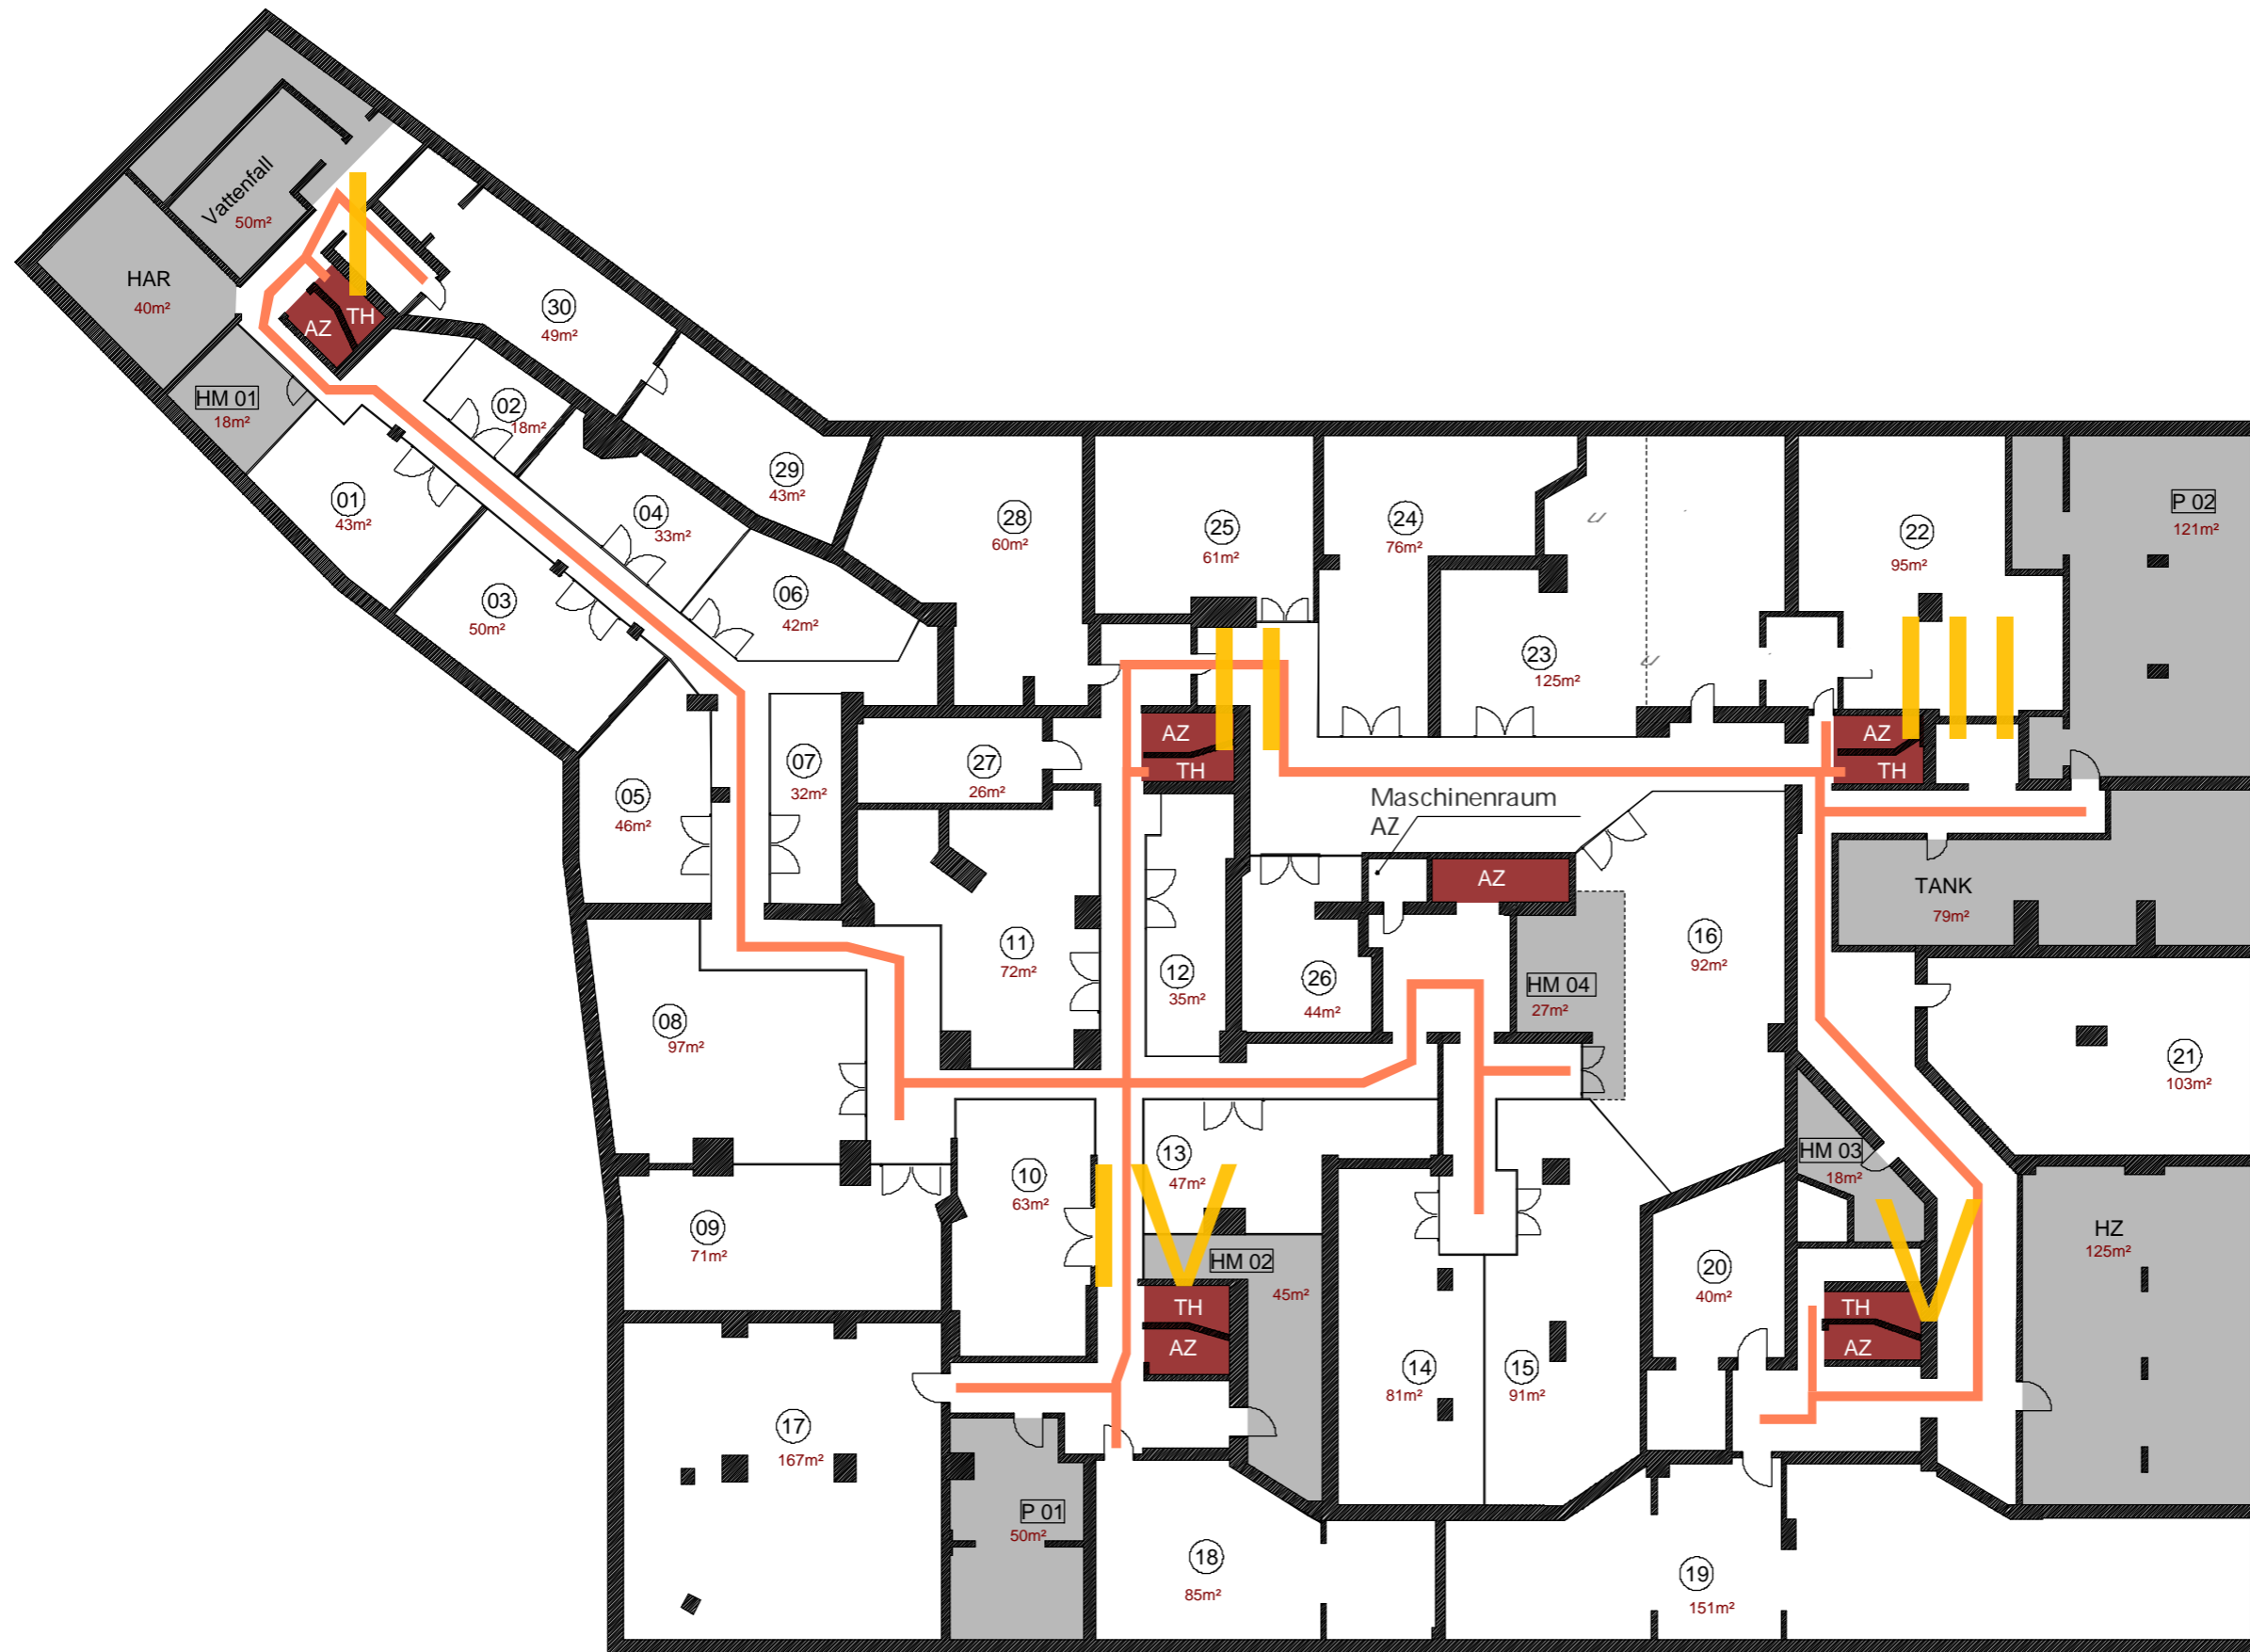 Vattenfall
50m²
HAR
40m²
AZ
TH
I
30
49m²
HM 01
18m²
02
18m²
01
43m²
04
33m²
29
43m²
03
50m²
06
42m²
28
60m²
25
61m²
24
76m²
23
125m²
22
95m²
P 02
121m²
II
III
05
46m²
07
32m²
27
26m²
AZ
TH
AZ
TH
Maschinenraum
AZ
AZ
TANK
79m²
11
72m²
12
35m²
26
44m²
HM 04
27m²
16
92m²
08
97m²
21
103m²
10
63m²
13
47m²
IV
HM 03
18m²
V
09
71m²
HM 02
45m²
TH
AZ
20
40m²
TH
AZ
HZ
125m²
14
81m²
15
91m²
17
167m²
P 01
50m²
18
85m²
19
151m²